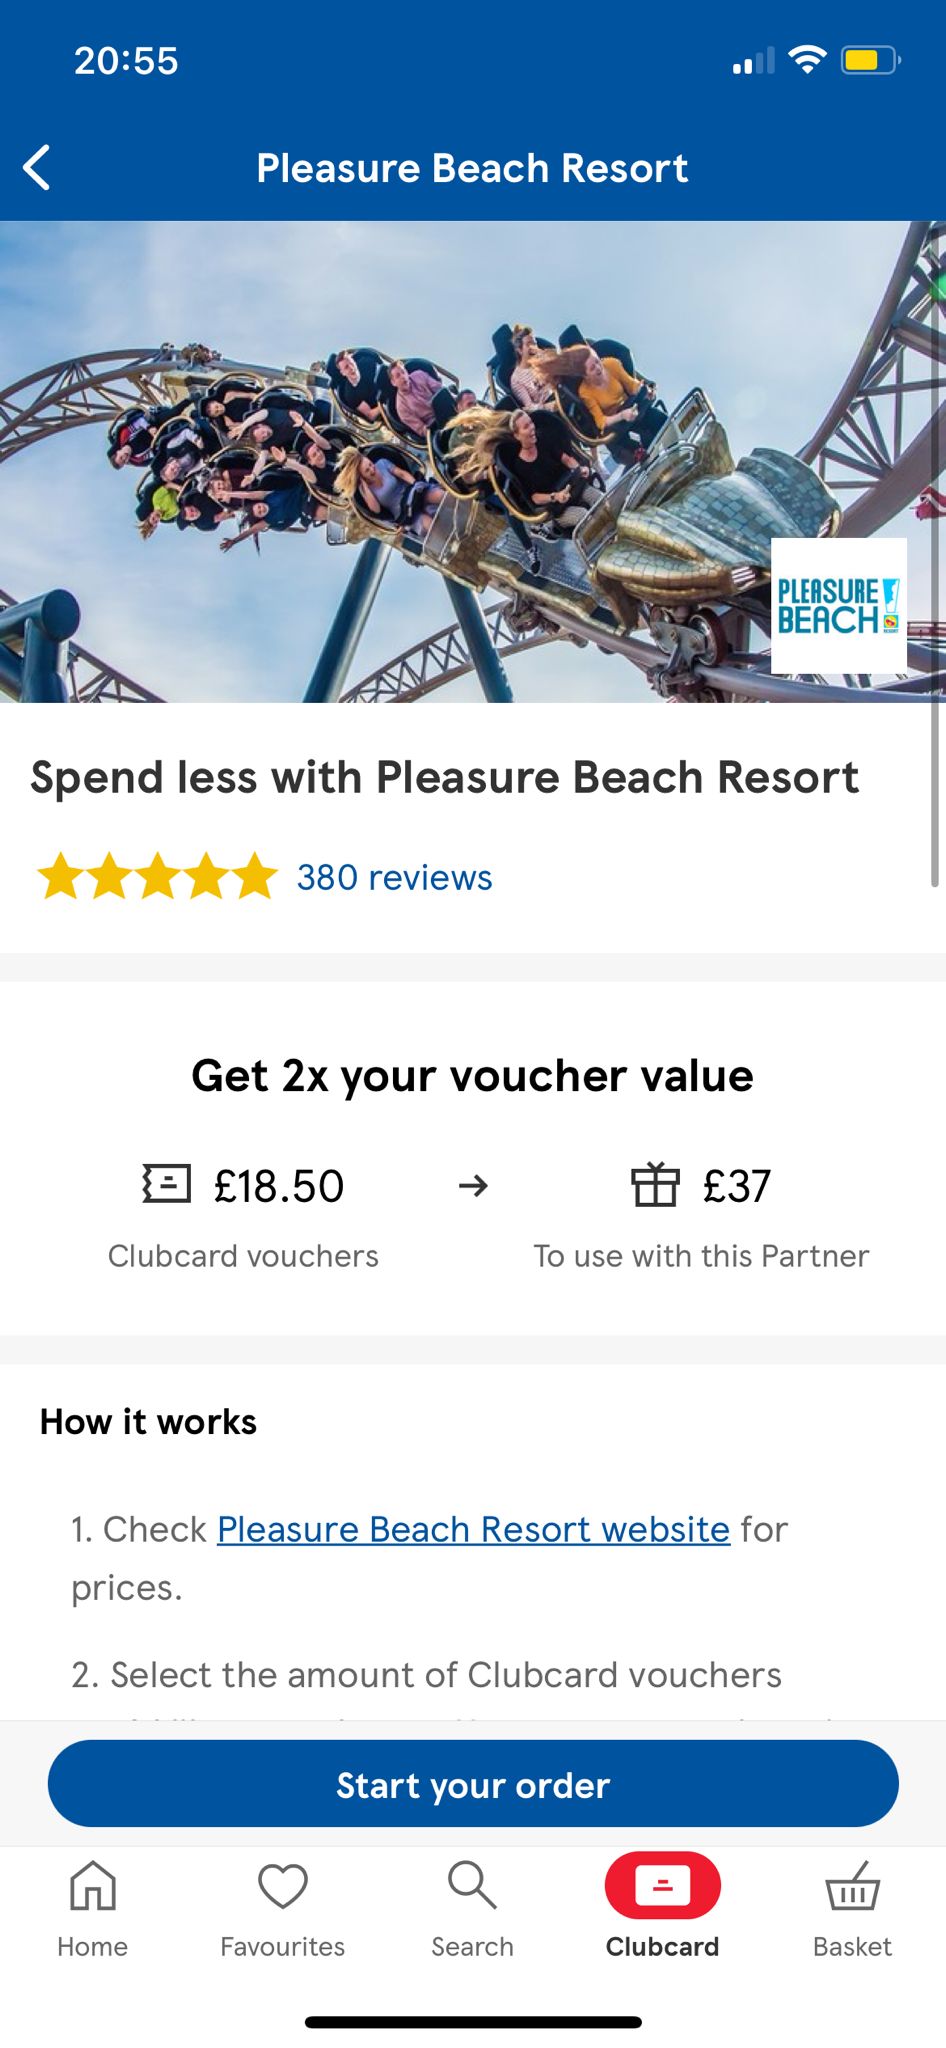 20:55
Pleasure Beach Resort
PLEASURE
BEACH
RESORT
Spend less with Pleasure Beach Resort
380 reviews
Get 2x your voucher value
£18.50 → £37
Clubcard vouchers To use with this Partner
How it works
1. Check Pleasure Beach Resort website for
prices.
2. Select the amount of Clubcard vouchers
Start your order
Home Favourites Search Clubcard Basket